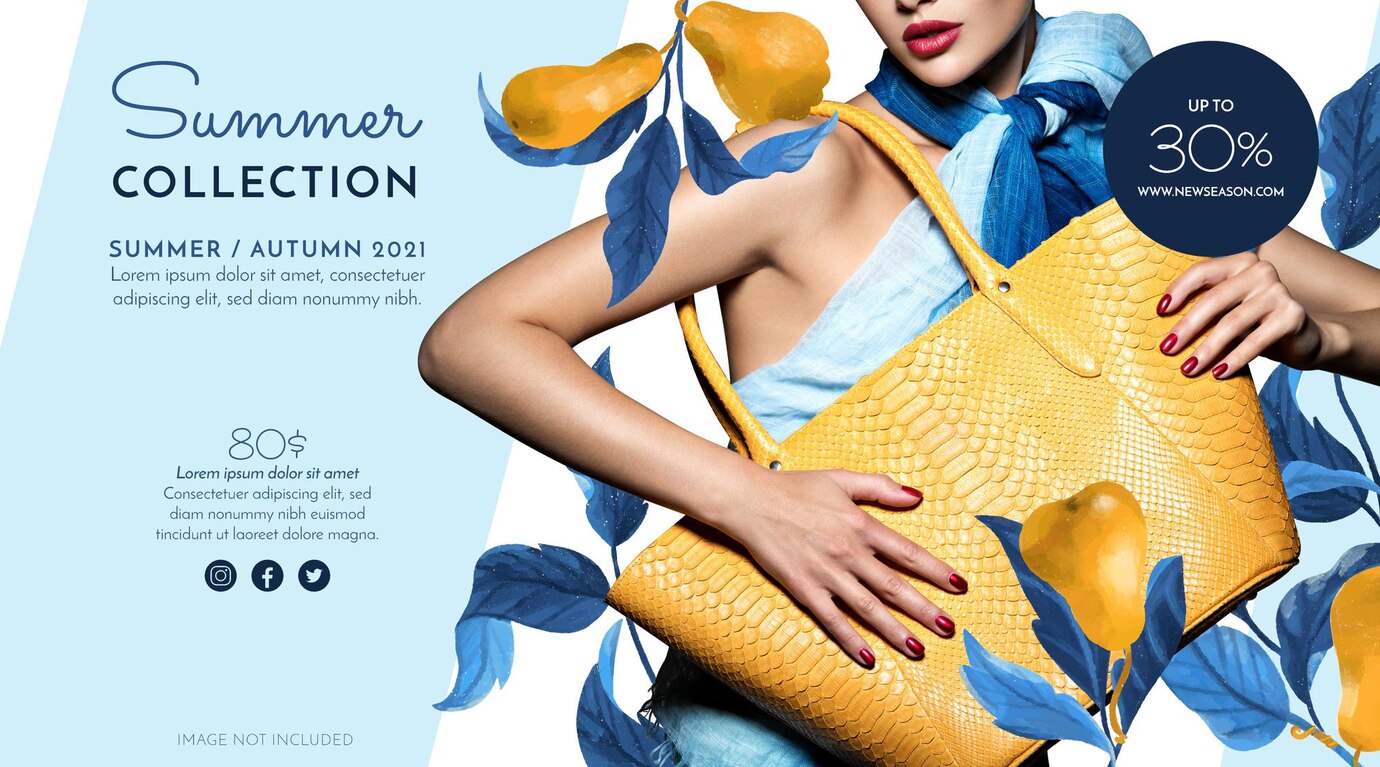 Summer
COLLECTION
SUMMER / AUTUMN 2021
Lorem ipsum dolor sit amet, consectetuer
adipiscing elit, sed diam nonummy nibh.
80$
Lorem ipsum dolor sit amet
Consectetuer adipiscing elit, sed
diam nonummy nibh euismod
tincidunt ut laoreet dolore magna.
IMAGE NOT INCLUDED
UP TO
30%
WWW.NEWSEASON.COM